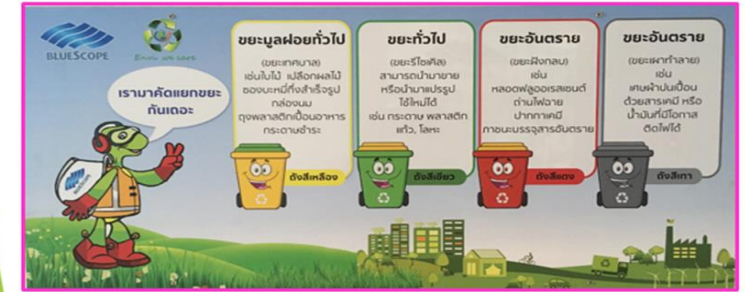 BLUESCOPE
เรามาคัดแยกขยะ
กันเถอะ
ขยะมูลฝอยทั่วไป
(ขยะเทศบาล)
เช่นใบไม้ เปลือกผลไม้
ซองบะหมี่กึ่งสำเร็จรูป
กล่องนม
ถุงพลาสติกเปื้อนอาหาร
กระดาษชำระ
ถังสีเหลือง
ขยะทั่วไป
(ขยะรีไซเคิล)
สามารถนำมาขาย
หรือนำมาแปรรูป
ใช้ใหม่ได้
เช่น กระดาษ พลาสติก
แก้ว, โลหะ
ถังสีเขียว
ขยะอันตราย
(ขยะฝังกลบ)
เช่น
หลอดฟลูออเรสเซนต์
ถ่านไฟฉาย
ปากกาเคมี
ภาชนะบรรจุสารอันตราย
ถังสีแดง
ขยะอันตราย
(ขยะเผาทำลาย)
เช่น
เศษผ้าปนเปื้อน
ด้วยสารเคมี หรือ
น้ำมันที่มีโอกาส
ติดไฟได้
ถังสีเทา